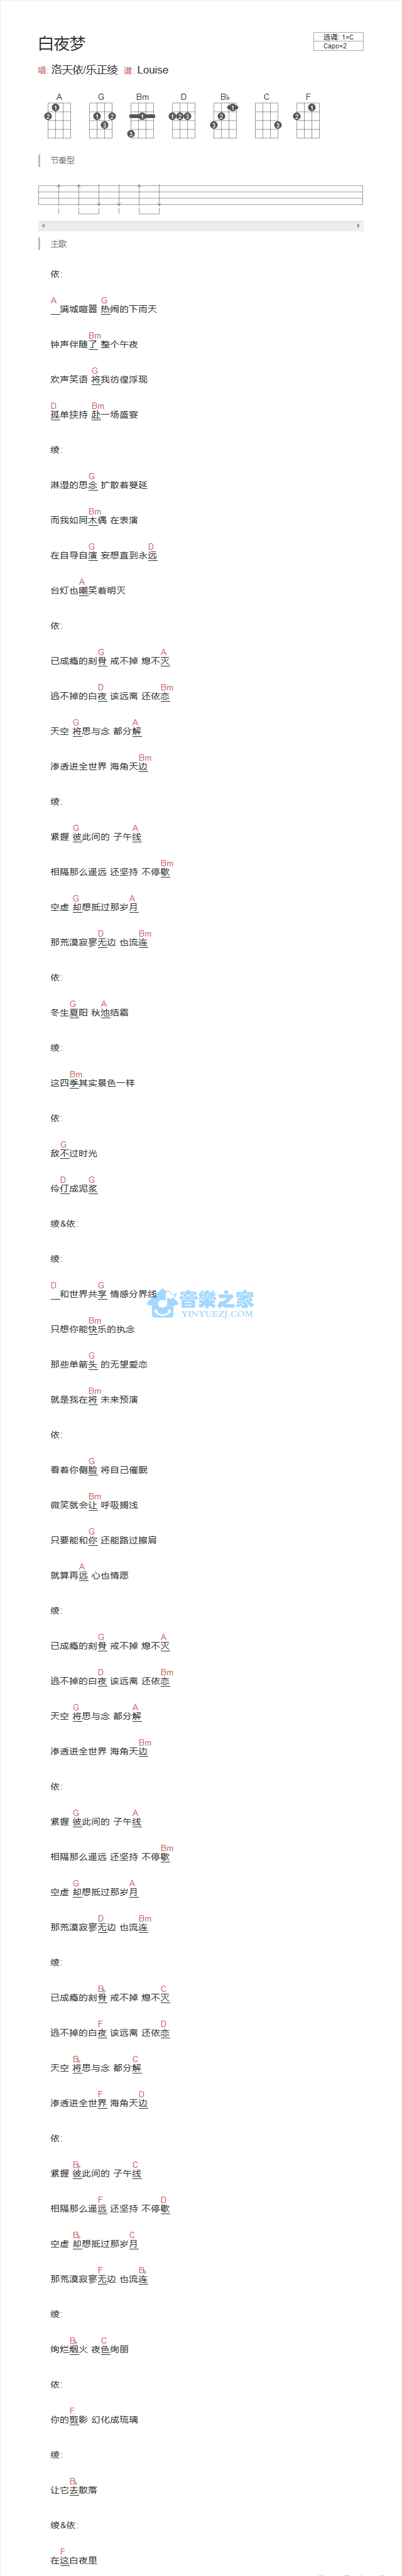 白夜梦
选调: 1=C
Capo=2
唱: 洛天依/乐正绫 谱: Louise
A G Bm D B♭ C F
节奏型
主歌
依:
A G
满城喧嚣 热闹的下雨天
Bm
钟声伴随了 整个午夜
G
欢声笑语 将我彷徨浮现
D Bm
孤单挟持 赴一场盛宴
绫:
G
淋湿的思念 扩散着蔓延
Bm
而我如同木偶 在表演
G D
在自导自演 妄想直到永远
A
台灯也嘲笑着明灭
依:
G A
已成瘾的刻骨 戒不掉 熄不灭
D Bm
逃不掉的白夜 该远离 还依恋
G A
天空 将思与念 都分解
Bm
渗透进全世界 海角天边
绫:
G A
紧握 彼此间的 子午线
Bm
相隔那么遥远 还坚持 不停歇
G A
空虚 却想抵过那岁月
D Bm
那荒漠寂寥无边 也流连
依:
G A
冬生夏阳 秋池结霜
绫:
Bm
这四季其实景色一样
依:
G
敌不过时光
D G
伶仃成泥浆
绫&依:
绫:
D G
和世界共享 情感分界线
Bm
只想你能快乐的执念
G
那些单箭头 的无望爱恋
Bm
就是我在将 未来预演
依:
G
看着你侧脸 将自己催眠
Bm
微笑就会让 呼吸搁浅
G
只要能和你 还能路过擦肩
A
就算再远 心也情愿
绫:
G A
已成瘾的刻骨 戒不掉 熄不灭
D Bm
逃不掉的白夜 该远离 还依恋
G A
天空 将思与念 都分解
Bm
渗透进全世界 海角天边
依:
G A
紧握 彼此间的 子午线
Bm
相隔那么遥远 还坚持 不停歇
G A
空虚 却想抵过那岁月
D Bm
那荒漠寂寥无边 也流连
绫:
B♭ C
已成瘾的刻骨 戒不掉 熄不灭
F D
逃不掉的白夜 该远离 还依恋
B♭ C
天空 将思与念 都分解
F D
渗透进全世界 海角天边
依:
B♭ C
紧握 彼此间的 子午线
F D
相隔那么遥远 还坚持 不停歇
B♭ C
空虚 却想抵过那岁月
F B♭
那荒漠寂寥无边 也流连
绫:
B♭ C
绚烂烟火 夜色绚丽
依:
F
你的剪影 幻化成琉璃
绫:
B♭
让它去散落
绫&依:
F
在这白夜里
音樂之家
YINYUEZJ.COM